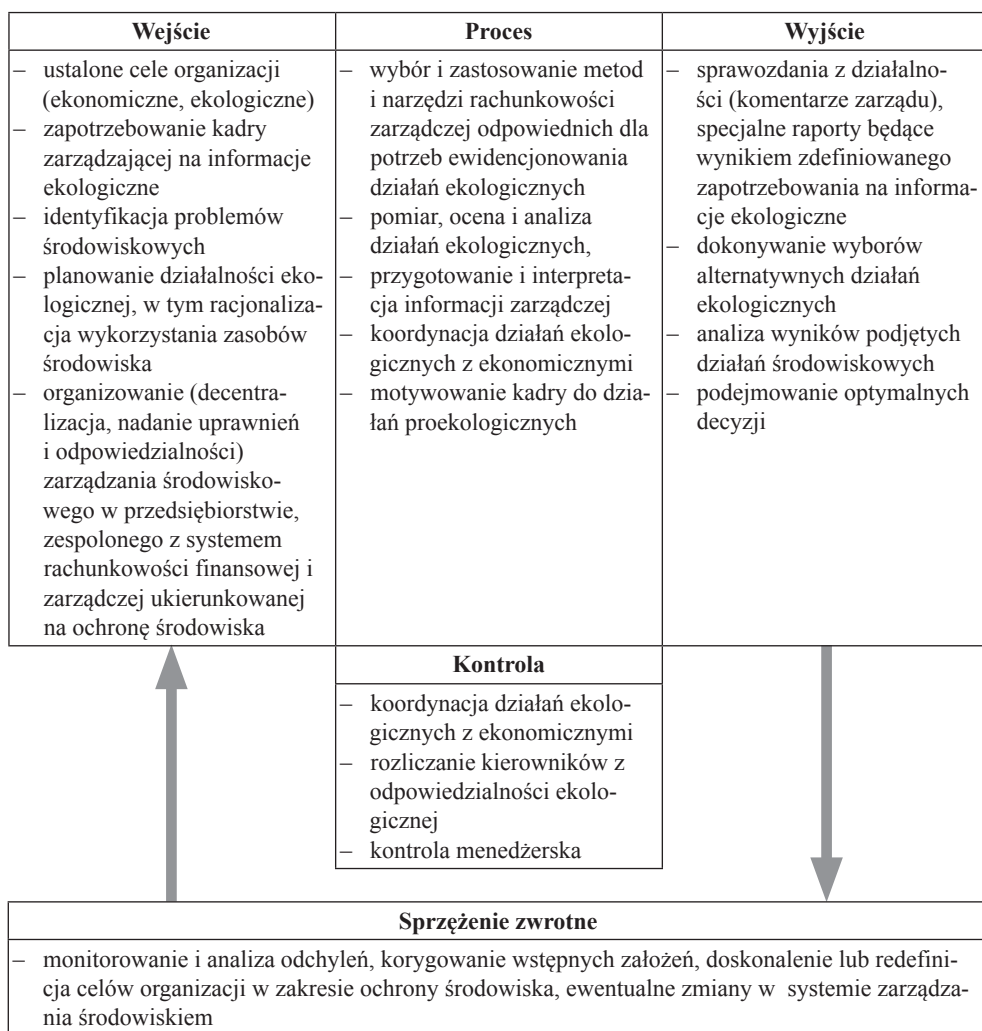 Wejście
– ustalone cele organizacji
(ekonomiczne, ekologiczne)
– zapotrzebowanie kadry
zarządzającej na informacje
ekologiczne
– identyfikacja problemów
środowiskowych
– planowanie działalności eko-
logicznej, w tym racjonaliza-
cja wykorzystania zasobów
środowiska
– organizowanie (decentra-
lizacja, nadanie uprawnień
i odpowiedzialności)
zarządzania środowisko-
wego w przedsiębiorstwie,
zespolonego z systemem
rachunkowości finansowej i
zarządczej ukierunkowanej
na ochronę środowiska
Proces
– wybór i zastosowanie metod
i narzędzi rachunkowości
zarządczej odpowiednich dla
potrzeb ewidencjonowania
działań ekologicznych
– pomiar, ocena i analiza
działań ekologicznych,
– przygotowanie i interpreta-
cja informacji zarządczej
– koordynacja działań ekolo-
gicznych z ekonomicznymi
– motywowanie kadry do dzia-
łań proekologicznych
Wyjście
– sprawozdania z działalno-
ści (komentarze zarządu),
specjalne raporty będące
wynikiem zdefiniowanego
zapotrzebowania na informa-
cje ekologiczne
– dokonywanie wyborów
alternatywnych działań
ekologicznych
– analiza wyników podjętych
działań środowiskowych
– podejmowanie optymalnych
decyzji
Kontrola
– koordynacja działań ekolo-
gicznych z ekonomicznymi
– rozliczanie kierowników z
odpowiedzialności ekolo-
gicznej
– kontrola menedżerska
Sprzężenie zwrotne
– monitorowanie i analiza odchyleń, korygowanie wstępnych założeń, doskonalenie lub redefini-
cja celów organizacji w zakresie ochrony środowiska, ewentualne zmiany w systemie zarządza-
nia środowiskiem